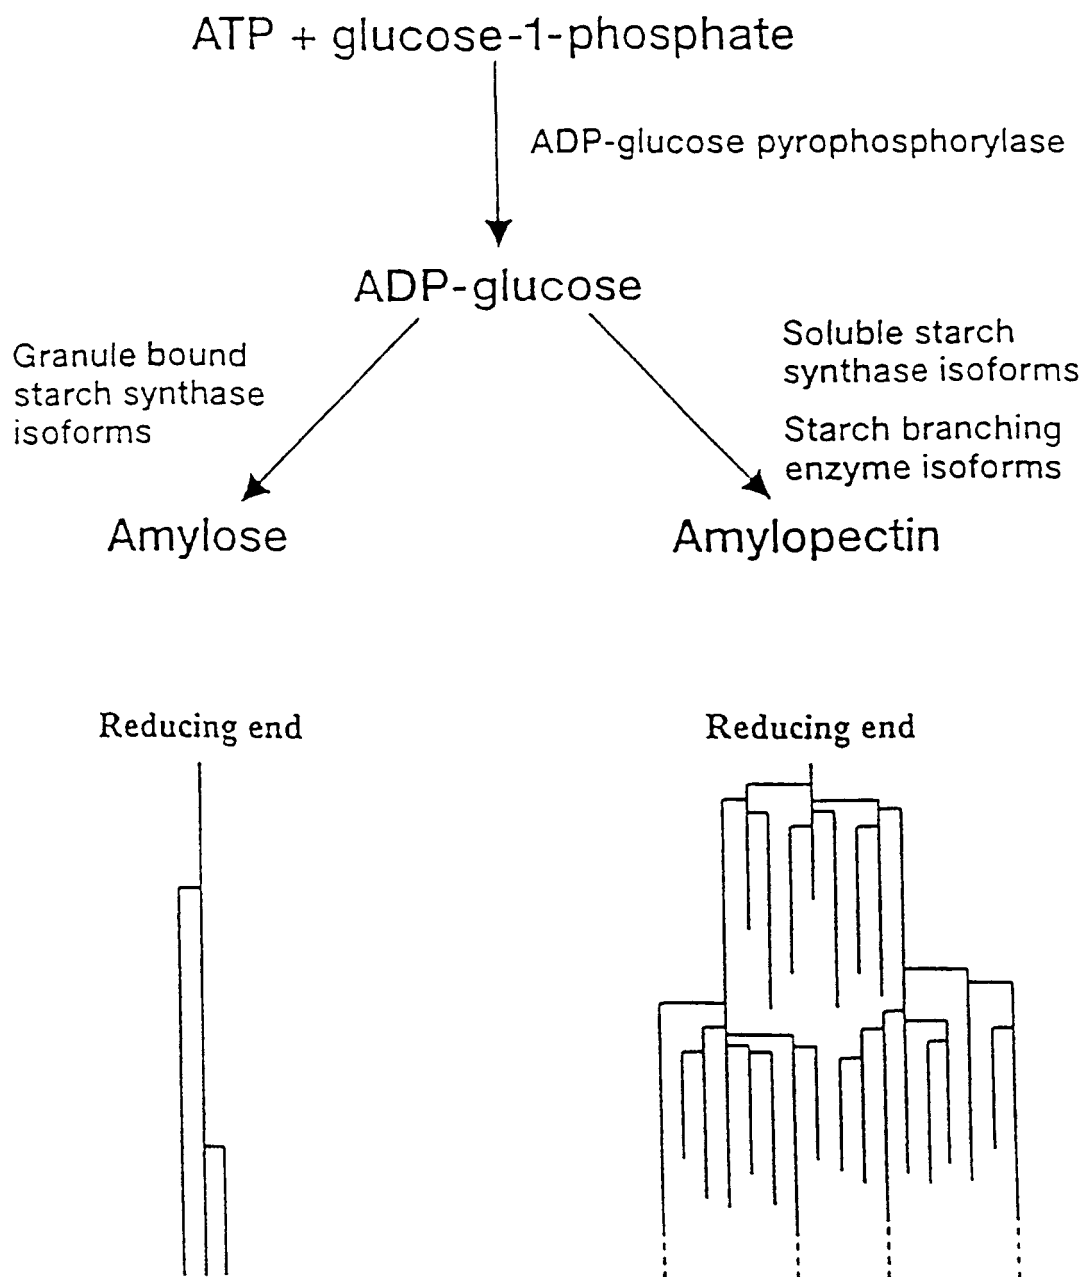 ATP + glucose-1-phosphate
ADP-glucose pyrophosphorylase
ADP-glucose
Granule bound
starch synthase
isoforms
Soluble starch
synthase isoforms
Starch branching
enzyme isoforms
Amylose
Amylopectin
Reducing end
Reducing end